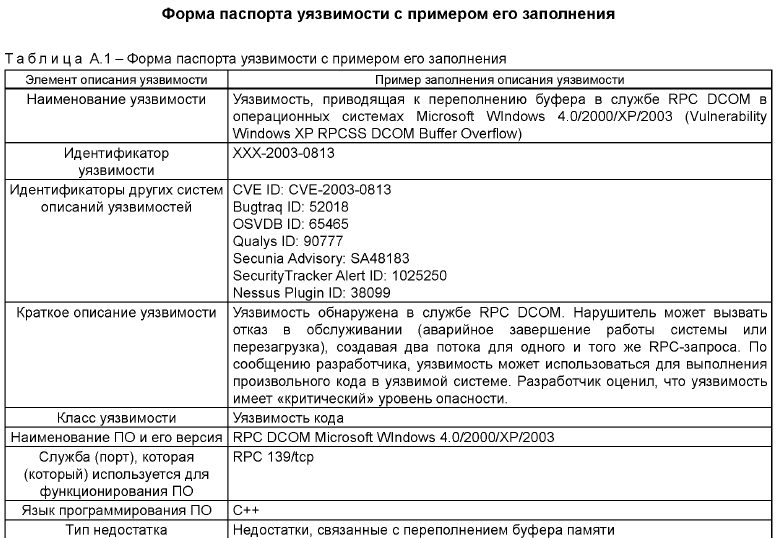 Форма паспорта уязвимости с примером его заполнения
Таблица А.1 – Форма паспорта уязвимости с примером его заполнения
Элемент описания уязвимости
Пример заполнения описания уязвимости
Наименование уязвимости
Уязвимость, приводящая к переполнению буфера в службе RPC DCOM в
операционных системах Microsoft WIndows 4.0/2000/XP/2003 (Vulnerability
Windows XP RPCSS DCOM Buffer Overflow)
Идентификатор
уязвимости
XXX-2003-0813
Идентификаторы других систем
описаний уязвимостей
CVE ID: CVE-2003-0813
Bugtraq ID: 52018
OSVDB ID: 65465
Qualys ID: 90777
Secunia Advisory: SA48183
SecurityTracker Alert ID: 1025250
Nessus Plugin ID: 38099
Краткое описание уязвимости
Уязвимость обнаружена в службе RPC DCOM. Нарушитель может вызвать
отказ в обслуживании (аварийное завершение работы системы или
перезагрузка), создавая два потока для одного и того же RPC-запроса. По
сообщению разработчика, уязвимость может использоваться для выполнения
произвольного кода в уязвимой системе. Разработчик оценил, что уязвимость
имеет «критический» уровень опасности.
Класс уязвимости
Уязвимость кода
Наименование ПО и его версия
RPC DCOM Microsoft WIndows 4.0/2000/XP/2003
Служба (порт), которая
(который) используется для
функционирования ПО
RPC 139/tcp
Язык программирования ПО
C++
Тип недостатка
Недостатки, связанные с переполнением буфера памяти